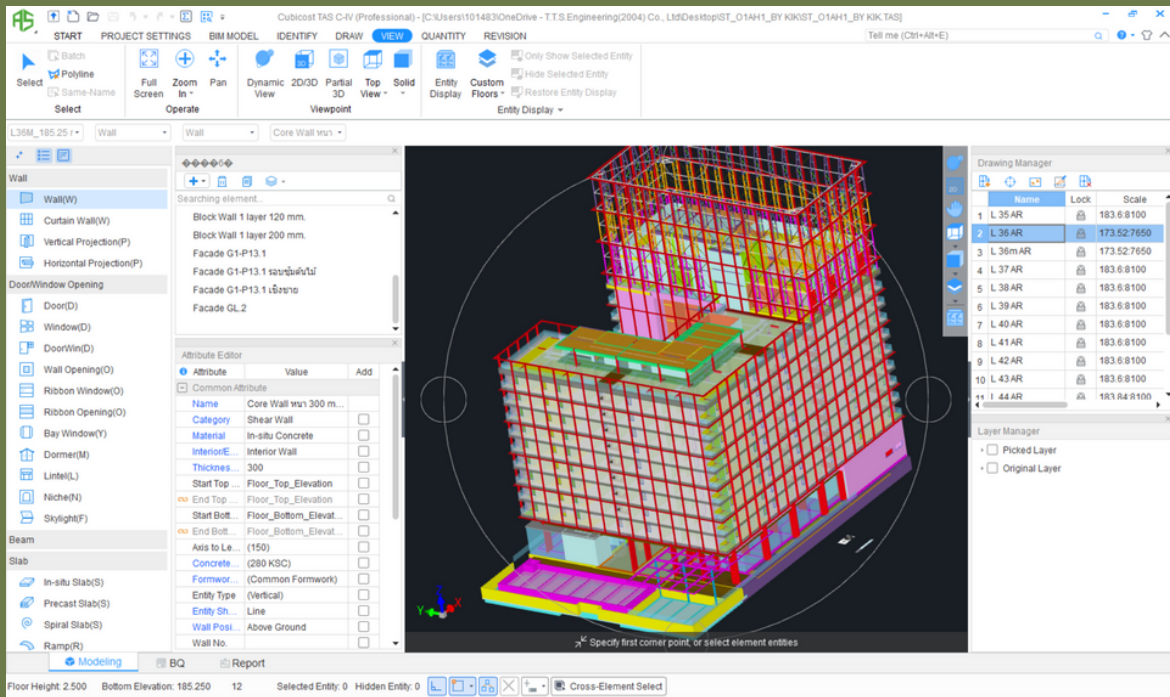 Cubicost TAS C-IV (Professional) - [C:\Users\101483\OneDrive - T.T.S.Engineering(2004) Co., Ltd\Desktop\ST_O1AH1_BY KIK\ST_O1AH1_BY KIK.TAS]
START PROJECT SETTINGS BIM MODEL IDENTIFY DRAW VIEW QUANTITY REVISION Tell me (Ctrl+Alt+E)
Select
Batch
Polyline
Same-Name
Select
Full Screen
Zoom In
Pan
Operate
Dynamic View
2D/3D
Partial 3D
Top View
Solid
Viewpoint
Entity Display
Custom Floors
Only Show Selected Entity
Hide Selected Entity
Restore Entity Display
Entity Display
L36M_185.25 Wall Wall Core Wall หนา
Wall
Wall(W)
Curtain Wall(W)
Vertical Projection(P)
Horizontal Projection(P)
Door/Window Opening
Door(D)
Window(D)
DoorWin(D)
Wall Opening(O)
Ribbon Window(O)
Ribbon Opening(O)
Bay Window(Y)
Dormer(M)
Lintel(L)
Niche(N)
Skylight(F)
Beam
Slab
In-situ Slab(S)
Precast Slab(S)
Spiral Slab(S)
Ramp(R)
����б�
Searching element...
Block Wall 1 layer 120 mm.
Block Wall 1 layer 200 mm.
Facade G1-P13.1
Facade G1-P13.1 รอบซุ้มต้นไม้
Facade G1-P13.1 เชิงชาย
Facade GL.2
Attribute Editor
Attribute Value Add
Common Attribute
Name Core Wall หนา 300 m...
Category Shear Wall
Material In-situ Concrete
Interior/E... Interior Wall
Thicknes... 300
Start Top ... Floor_Top_Elevation
End Top ... Floor_Top_Elevation
Start Bott... Floor_Bottom_Elevat...
End Bott... Floor_Bottom_Elevat...
Axis to Le... (150)
Concrete... (280 KSC)
Formwor... (Common Formwork)
Entity Type (Vertical)
Entity Sh... Line
Wall Posi... Above Ground
Wall No.
Z
Y X
Specify first corner point, or select element entities
2D
Drawing Manager
Name Lock Scale
1 L 35 AR 183.6:8100
2 L 36 AR 173.52:7650
3 L 36m AR 173.52:7650
4 L 37 AR 183.6:8100
5 L 38 AR 183.6:8100
6 L 39 AR 183.6:8100
7 L 40 AR 183.6:8100
8 L 41 AR 183.6:8100
9 L 42 AR 183.6:8100
10 L 43 AR 183.6:8100
11 L 44 AR 183.84:8100
Layer Manager
Picked Layer
Original Layer
Modeling BQ Report
Floor Height: 2.500 Bottom Elevation: 185.250 12 Selected Entity: 0 Hidden Entity: 0 Cross-Element Select